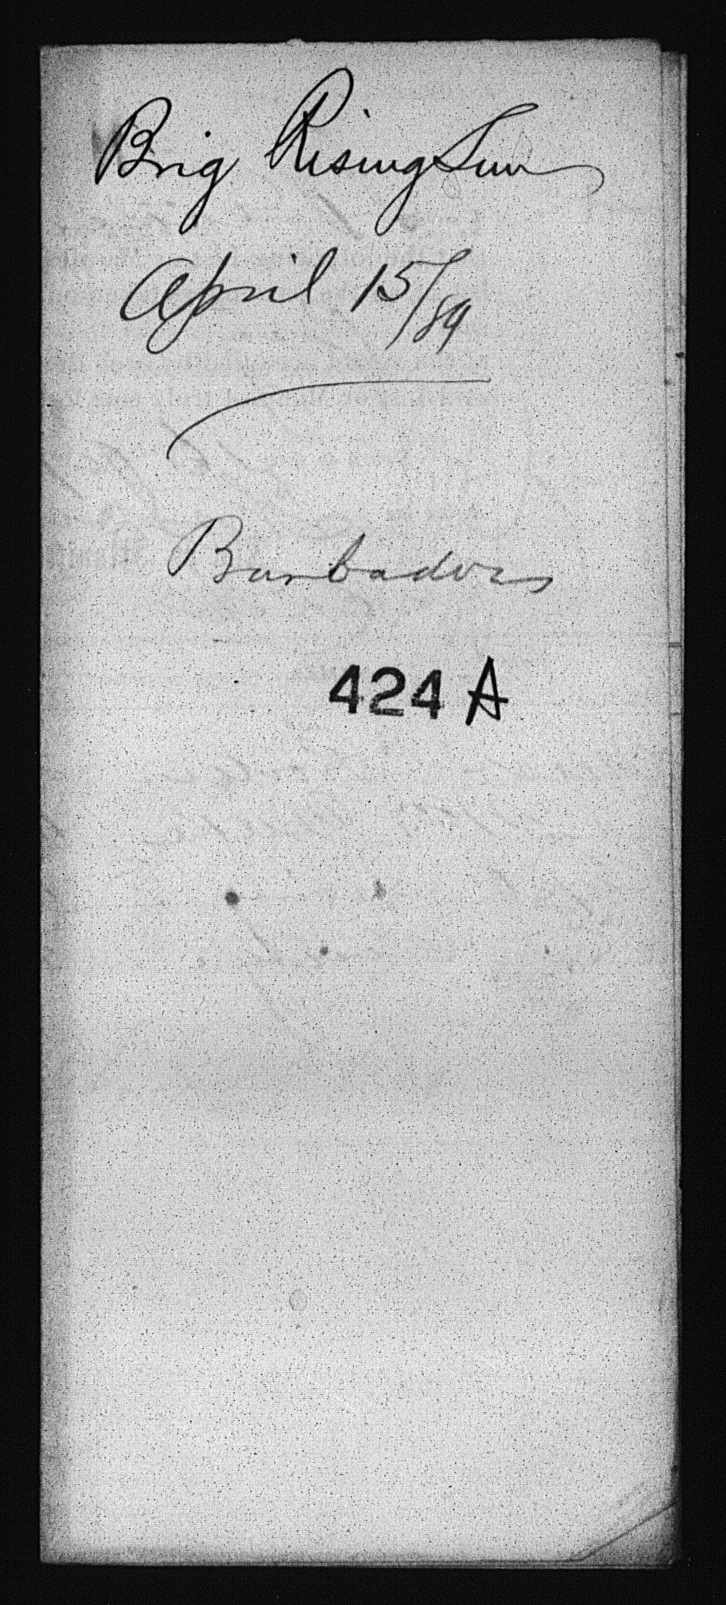 Brig Rising Sun
April 15/89
Barbadoes
424 A